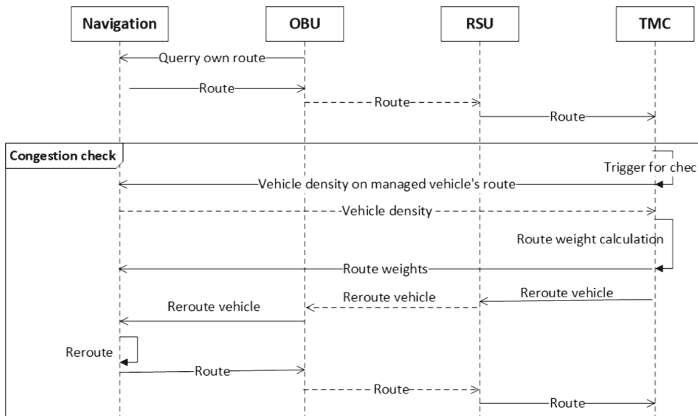 Navigation
OBU
RSU
TMC
Querry own route
Route
Route
Route
Congestion check
Trigger for chec
Vehicle density on managed vehicle's route
Vehicle density
Route weight calculation
Route weights
Reroute vehicle
Reroute vehicle
Reroute vehicle
Reroute
Route
Route
Route